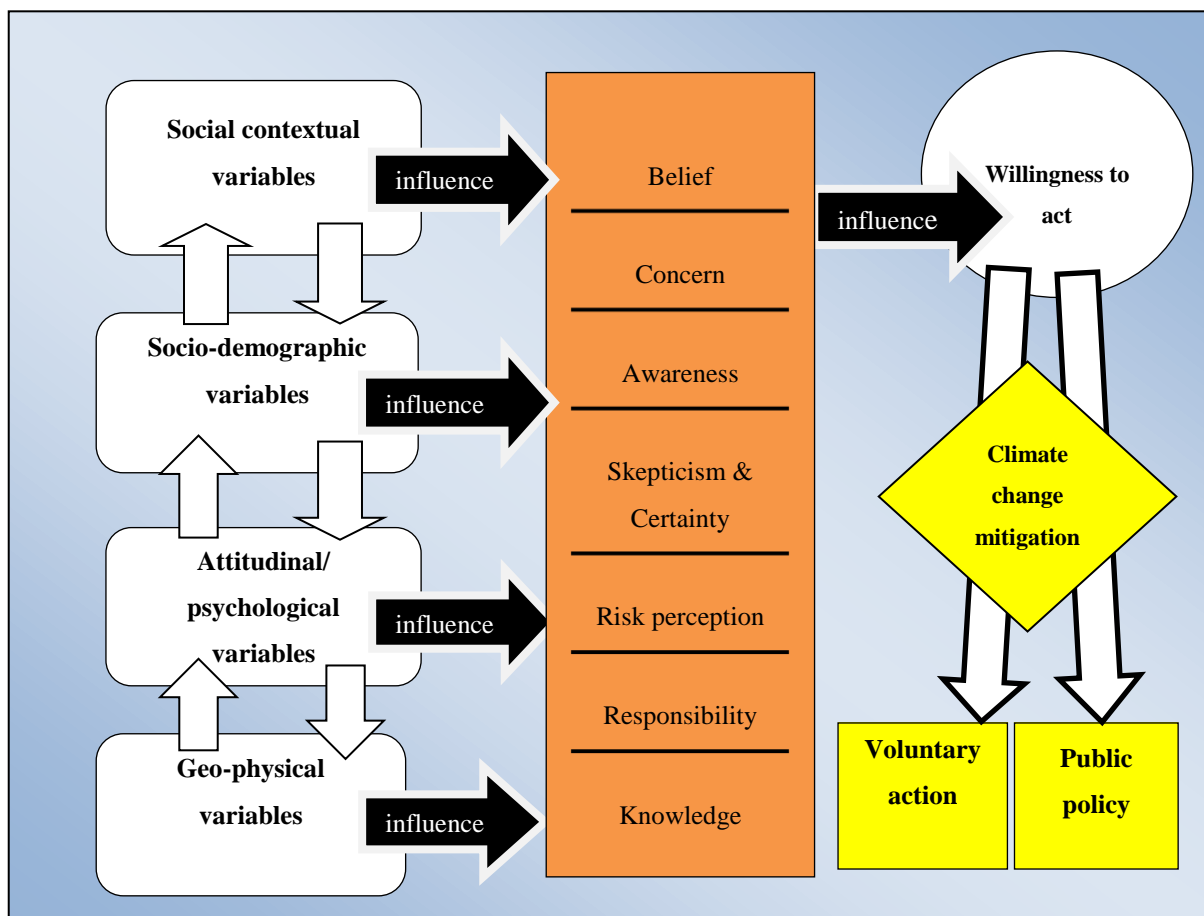 Social contextual
variables
influence
Socio-demographic
variables
influence
Attitudinal/
psychological
variables
influence
Geo-physical
variables
influence
Belief
Concern
Awareness
Skepticism &
Certainty
Risk perception
Responsibility
Knowledge
influence
Willingness to
act
Climate
change
mitigation
Voluntary
action
Public
policy